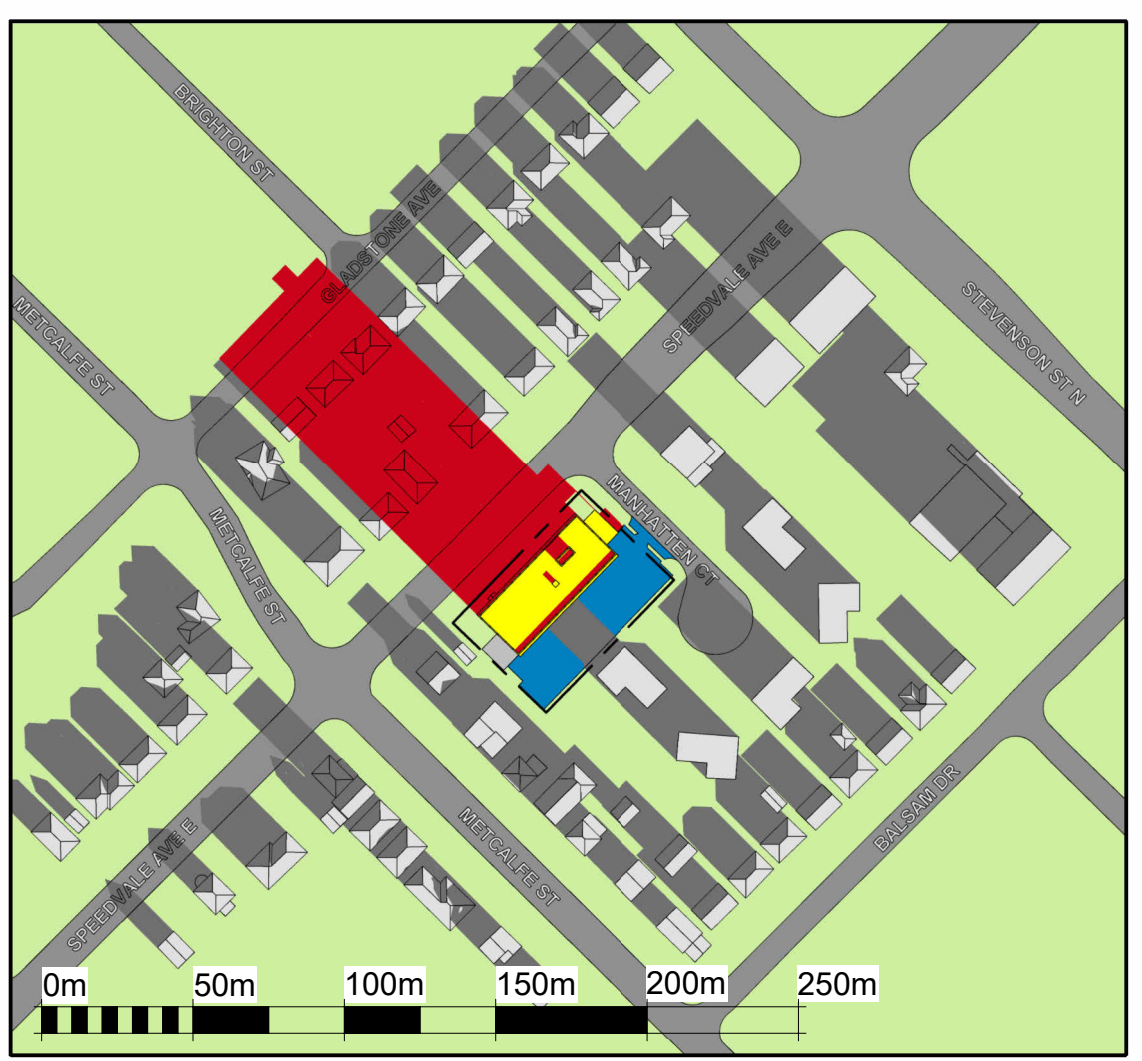 BRIGHTON ST
GLADSTONE AVE
METCALFE ST
SPEEDVALE AVE E
STEVENSON ST N
MANHATTEN CT
METCALFE ST
BALSAM DR
METCALFE ST
SPEEDVALE AVE E
0m 50m 100m 150m 200m 250m